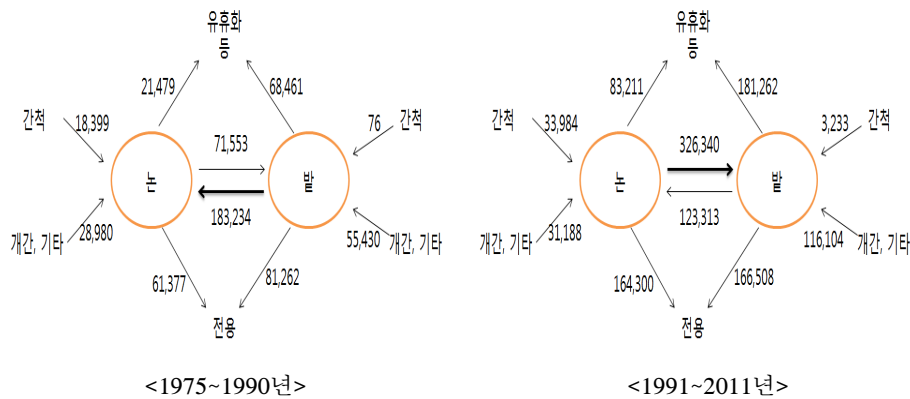 유휴화
등
21,479
68,461
간척
18,399
76
간척
71,553
논
밭
183,234
개간, 기타
28,980
55,430
개간, 기타
61,377
81,262
전용
<1975~1990년>
유휴화
등
83,211
181,262
간척
33,984
3,233
간척
326,340
논
밭
123,313
개간, 기타
31,188
116,104
개간, 기타
164,300
166,508
전용
<1991~2011년>